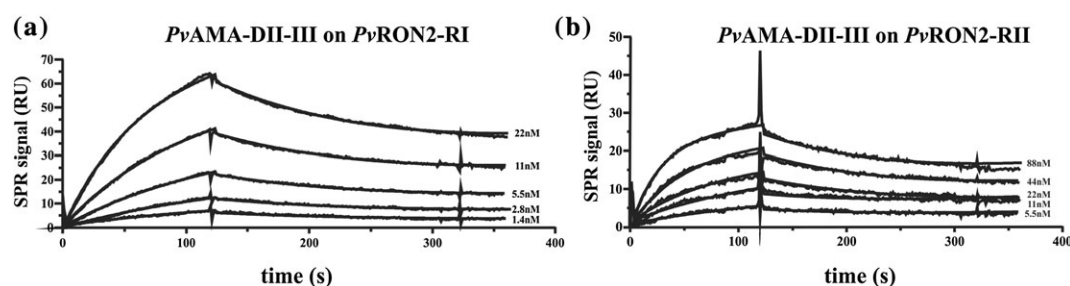 (a)
PvAMA-DII-III on PvRON2-RI
SPR signal (RU)
70
60
50
40
30
20
10
0
0
100
200
300
400
time (s)
22nM
11nM
5.5nM
2.8nM
1.4nM
(b)
PvAMA-DII-III on PvRON2-RII
SPR signal (RU)
50
40
30
20
10
0
0
100
200
300
400
time (s)
88nM
44nM
22nM
11nM
5.5nM